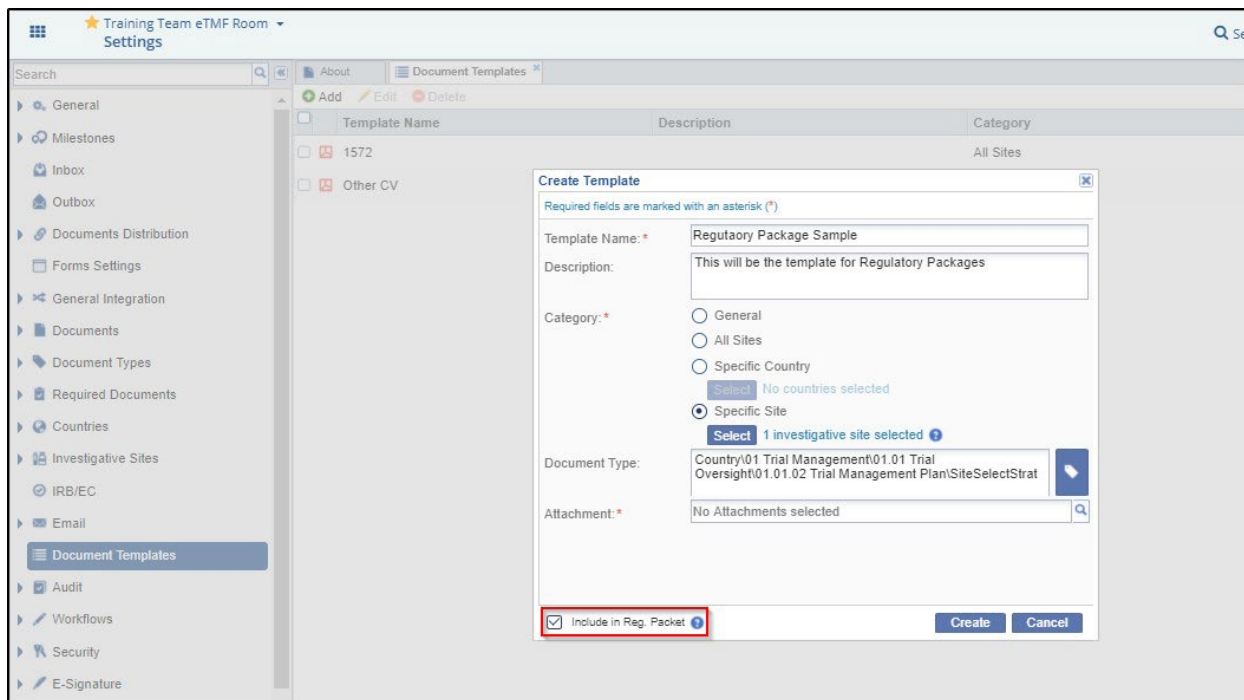 Training Team eTMF Room
Settings
Search
General
Milestones
Inbox
Outbox
Documents Distribution
Forms Settings
General Integration
Documents
Document Types
Required Documents
Countries
Investigative Sites
IRB/EC
Email
Document Templates
Audit
Workflows
Security
E-Signature
About
Document Templates
Add Edit Delete
Template Name Description Category
1572 All Sites
Other CV
Create Template
Required fields are marked with an asterisk (*)
Template Name:* Regutaory Package Sample
Description: This will be the template for Regulatory Packages
Category:* General
All Sites
Specific Country
Select No countries selected
Specific Site
Select 1 investigative site selected ?
Document Type: Country\01 Trial Management\01.01 Trial
Oversight\01.01.02 Trial Management Plan\SiteSelectStrat
Attachment:* No Attachments selected
Include in Reg. Packet ? Create Cancel